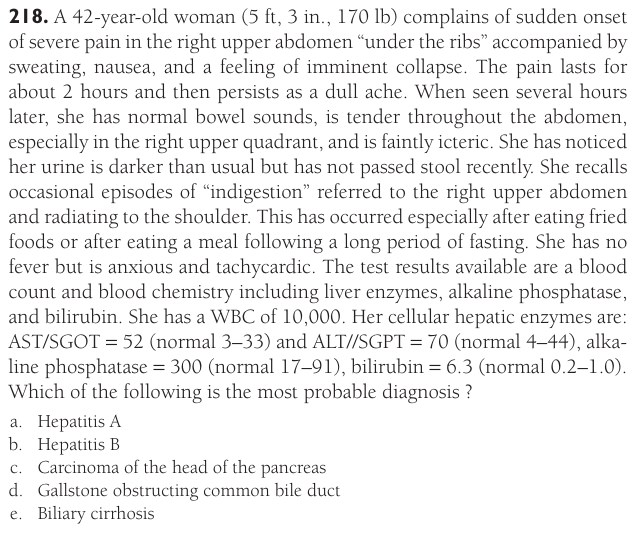 218. A 42-year-old woman (5 ft, 3 in., 170 lb) complains of sudden onset
of severe pain in the right upper abdomen “under the ribs” accompanied by
sweating, nausea, and a feeling of imminent collapse. The pain lasts for
about 2 hours and then persists as a dull ache. When seen several hours
later, she has normal bowel sounds, is tender throughout the abdomen,
especially in the right upper quadrant, and is faintly icteric. She has noticed
her urine is darker than usual but has not passed stool recently. She recalls
occasional episodes of “indigestion” referred to the right upper abdomen
and radiating to the shoulder. This has occurred especially after eating fried
foods or after eating a meal following a long period of fasting. She has no
fever but is anxious and tachycardic. The test results available are a blood
count and blood chemistry including liver enzymes, alkaline phosphatase,
and bilirubin. She has a WBC of 10,000. Her cellular hepatic enzymes are:
AST/SGOT = 52 (normal 3–33) and ALT//SGPT = 70 (normal 4–44), alka-
line phosphatase = 300 (normal 17–91), bilirubin = 6.3 (normal 0.2–1.0).
Which of the following is the most probable diagnosis ?
a. Hepatitis A
b. Hepatitis B
c. Carcinoma of the head of the pancreas
d. Gallstone obstructing common bile duct
e. Biliary cirrhosis